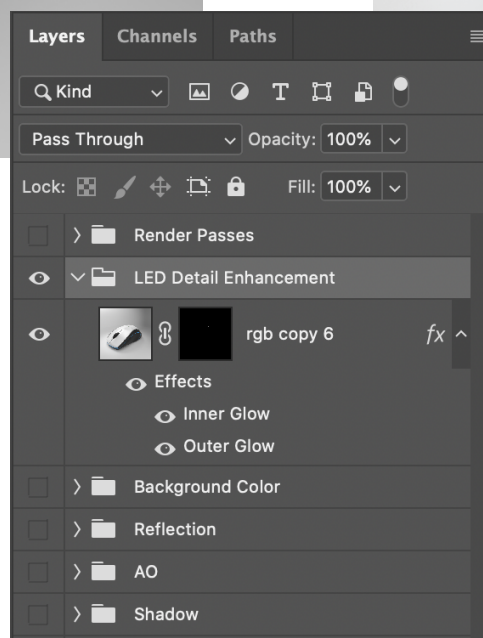 Layers Channels Paths
Kind
Pass Through Opacity: 100%
Lock: Fill: 100%
Render Passes
LED Detail Enhancement
rgb copy 6 fx
Effects
Inner Glow
Outer Glow
Background Color
Reflection
AO
Shadow